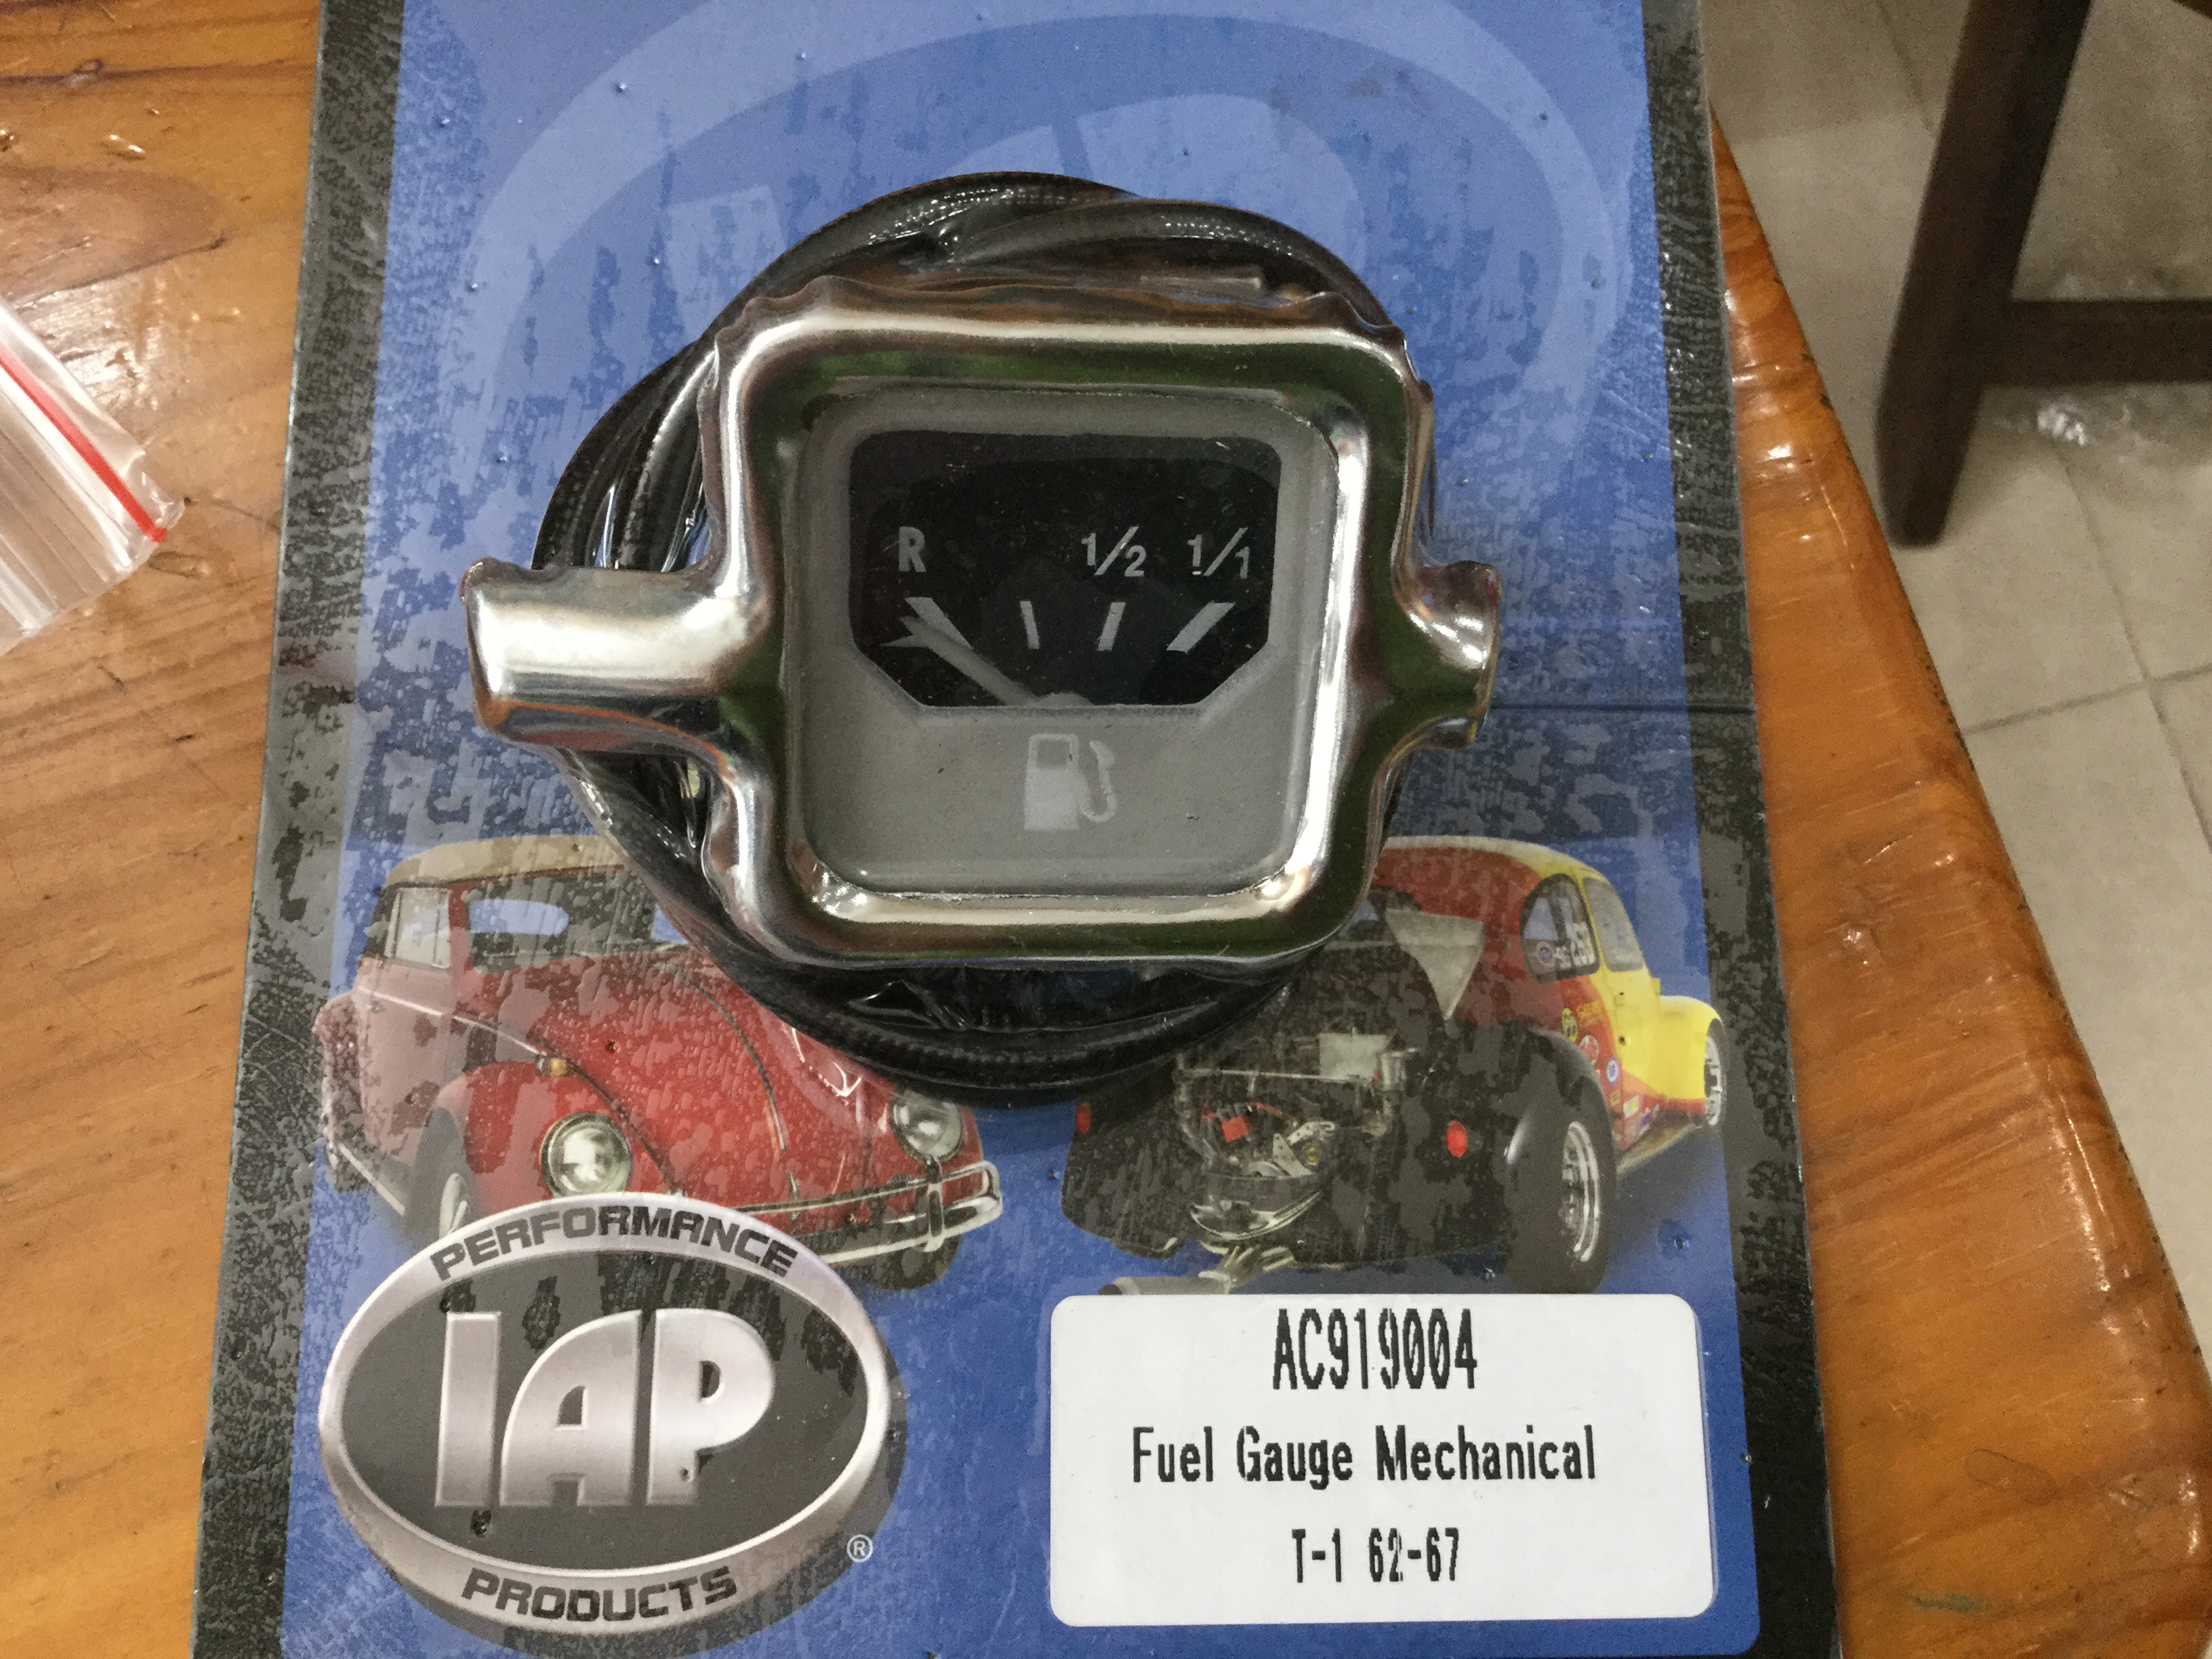 R 1/2 1/1
PERFORMANCE
IAP
PRODUCTS
®
AC919004
Fuel Gauge Mechanical
T-1 62-67